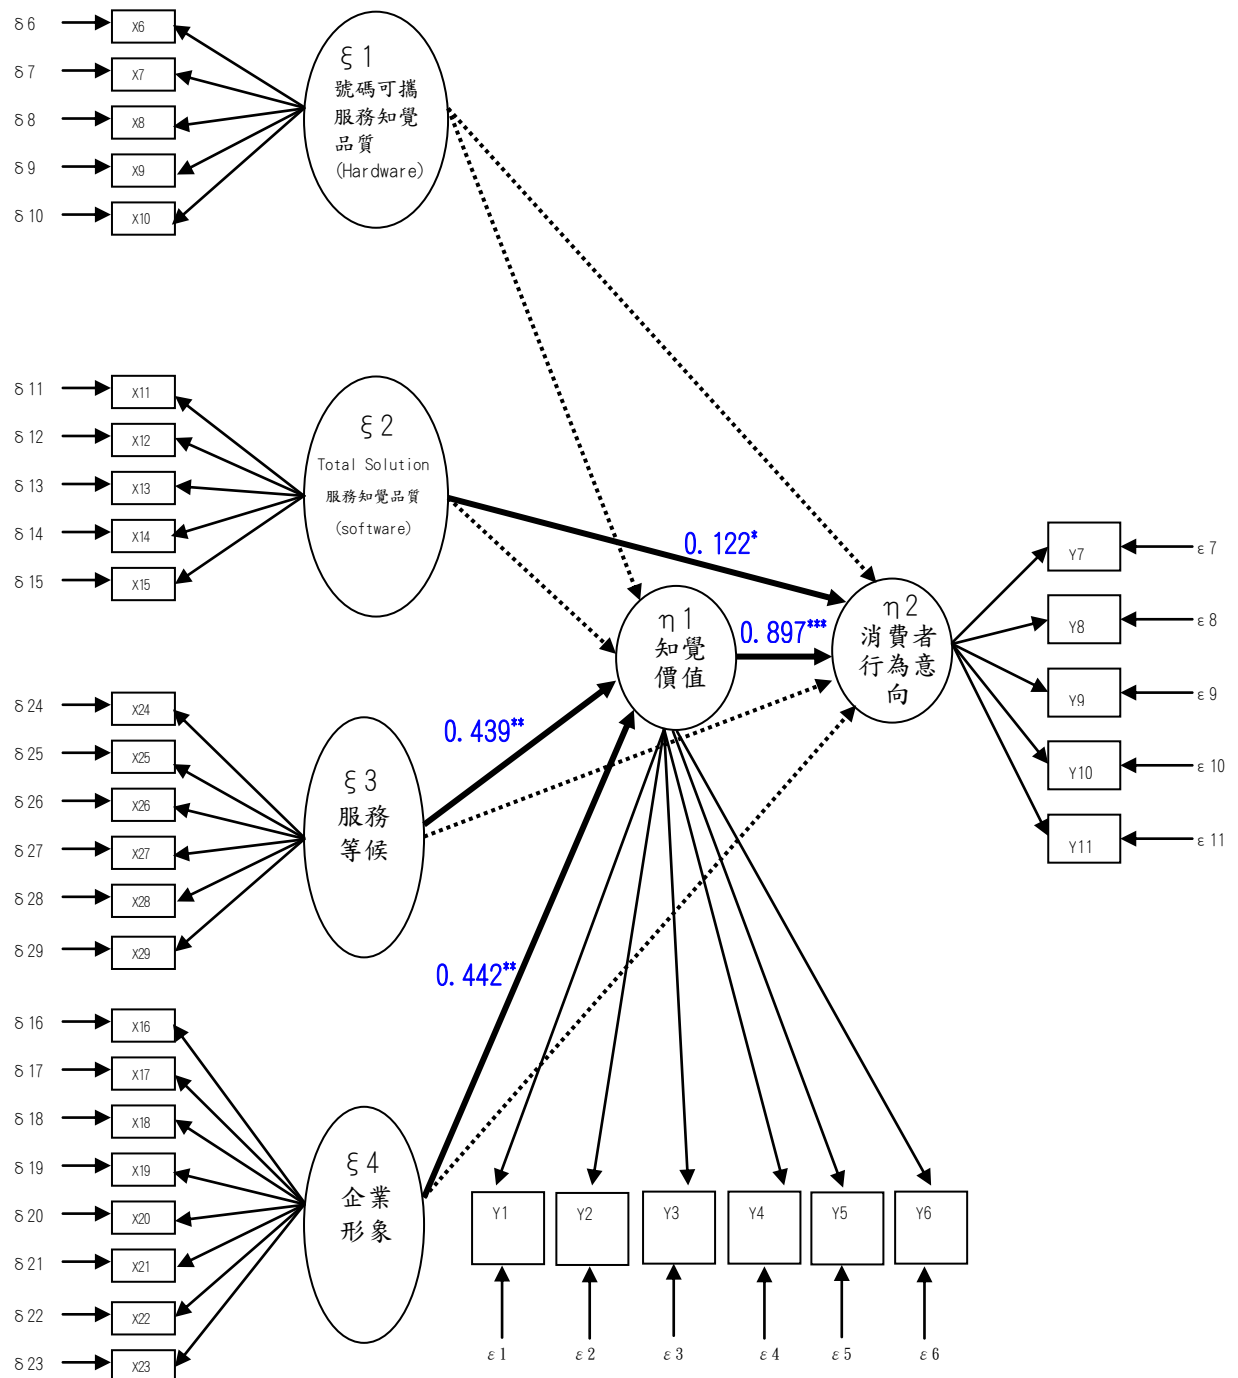 δ6 X6
δ7 X7
δ8 X8
δ9 X9
δ10 X10
ξ1
號碼可攜
服務知覺
品質
(Hardware)
δ11 X11
δ12 X12
δ13 X13
δ14 X14
δ15 X15
ξ2
Total Solution
服務知覺品質
(software)
0.122*
η1
知覺
價值
0.897***
η2
消費者
行為意
向
Y7 ε7
Y8 ε8
Y9 ε9
Y10 ε10
Y11 ε11
δ24 X24
δ25 X25
δ26 X26
δ27 X27
δ28 X28
δ29 X29
ξ3
服務
等候
0.439**
0.442**
δ16 X16
δ17 X17
δ18 X18
δ19 X19
δ20 X20
δ21 X21
δ22 X22
δ23 X23
ξ4
企業
形象
Y1 Y2 Y3 Y4 Y5 Y6
ε1 ε2 ε3 ε4 ε5 ε6